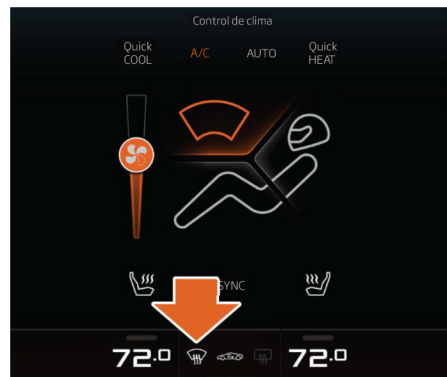 Control de clima
Quick COOL A/C AUTO Quick HEAT
SYNC
72.0 72.0